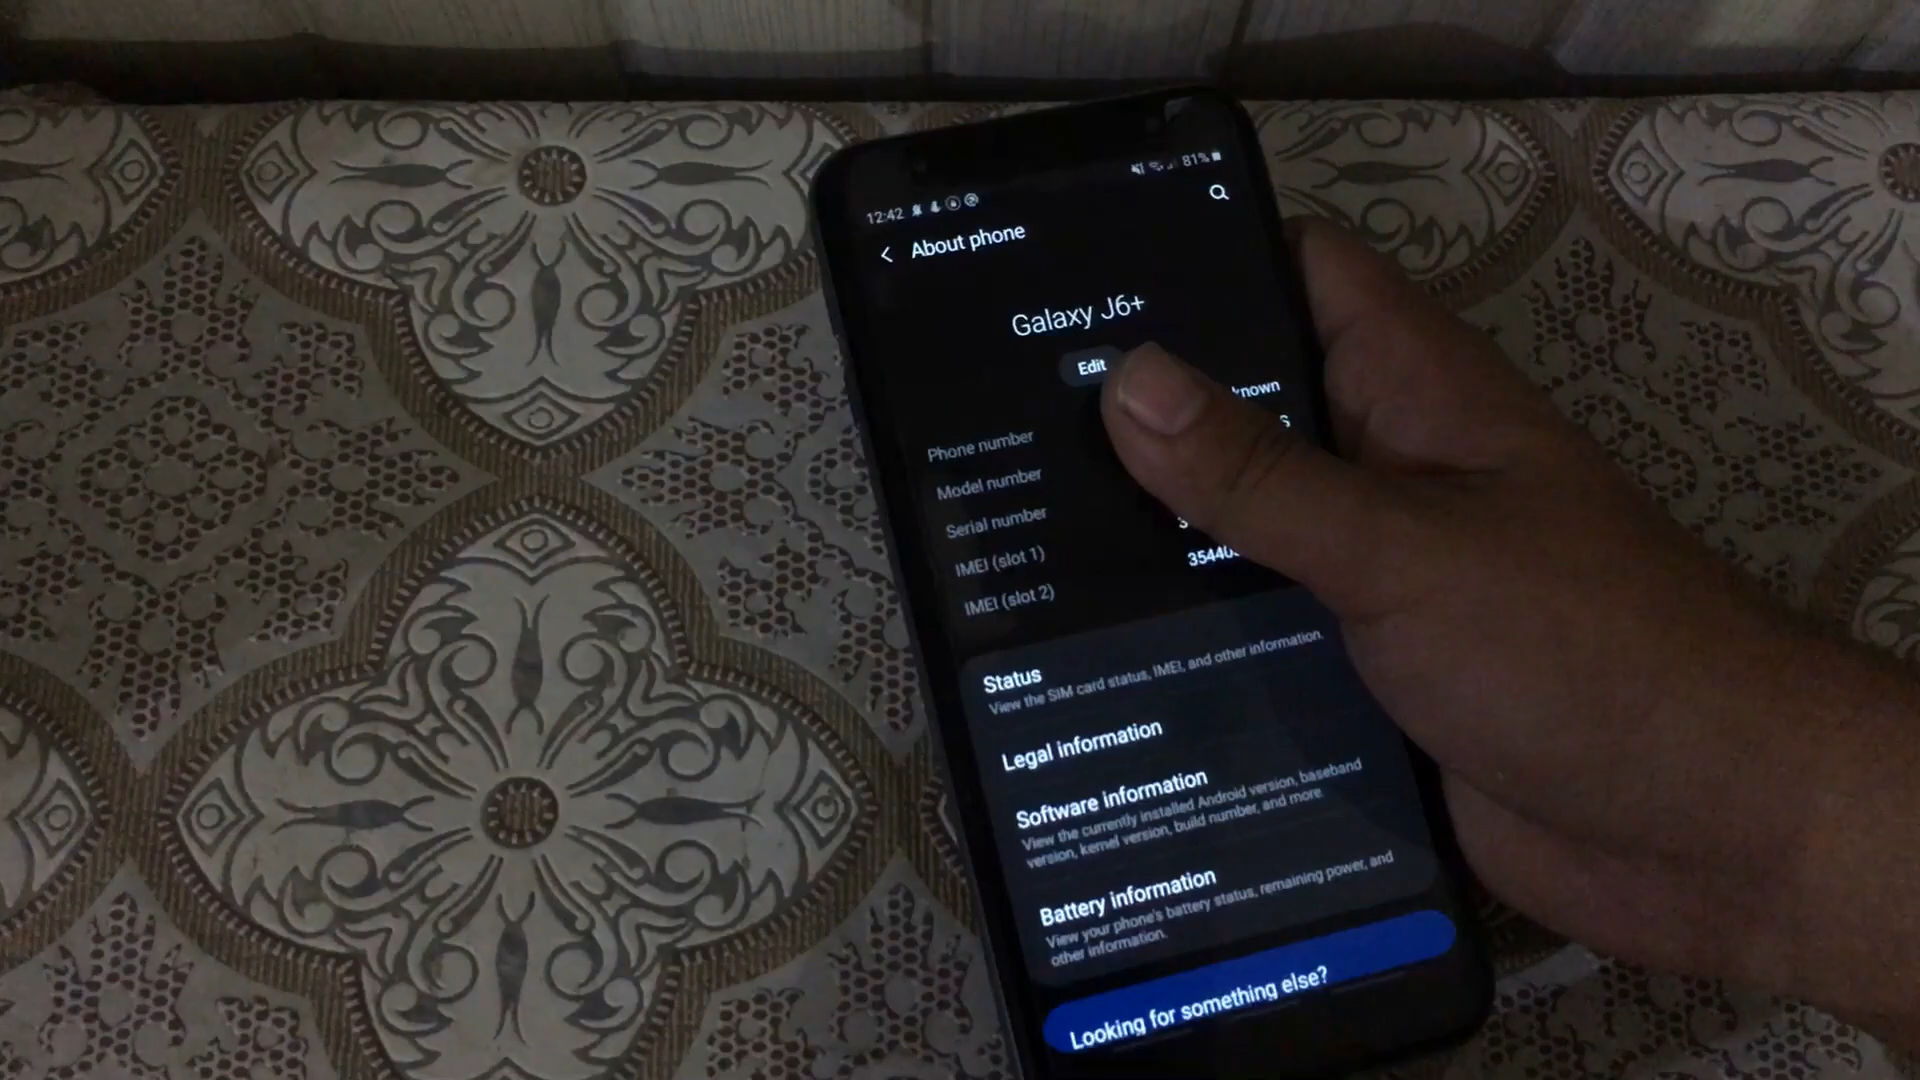 12:42 81%
About phone
Galaxy J6+
Edit
Phone number
Model number
Serial number
IMEI (slot 1)
IMEI (slot 2)
Status
View the SIM card status, IMEI, and other information.
Legal information
Software information
View the currently installed Android version, baseband
version, kernel version, build number, and more.
Battery information
View your phone's battery status, remaining power, and
other information.
Looking for something else?